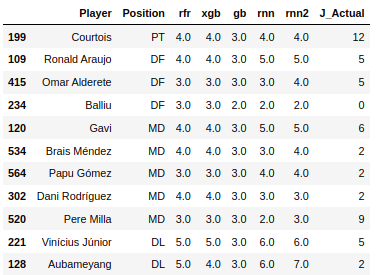 Player Position rfr xgb gb rnn rnn2 J_Actual
199 Courtois PT 4.0 4.0 3.0 4.0 4.0 12
109 Ronald Araujo DF 4.0 4.0 3.0 5.0 5.0 5
415 Omar Alderete DF 3.0 3.0 3.0 3.0 4.0 5
234 Balliu DF 3.0 3.0 2.0 2.0 2.0 0
120 Gavi MD 4.0 4.0 3.0 5.0 5.0 6
534 Brais Méndez MD 4.0 4.0 3.0 3.0 4.0 2
564 Papu Gómez MD 3.0 3.0 3.0 4.0 4.0 2
302 Dani Rodríguez MD 4.0 4.0 3.0 3.0 3.0 2
520 Pere Milla MD 3.0 3.0 3.0 2.0 3.0 9
221 Vinícius Júnior DL 5.0 5.0 3.0 6.0 6.0 5
128 Aubameyang DL 5.0 4.0 3.0 6.0 7.0 2